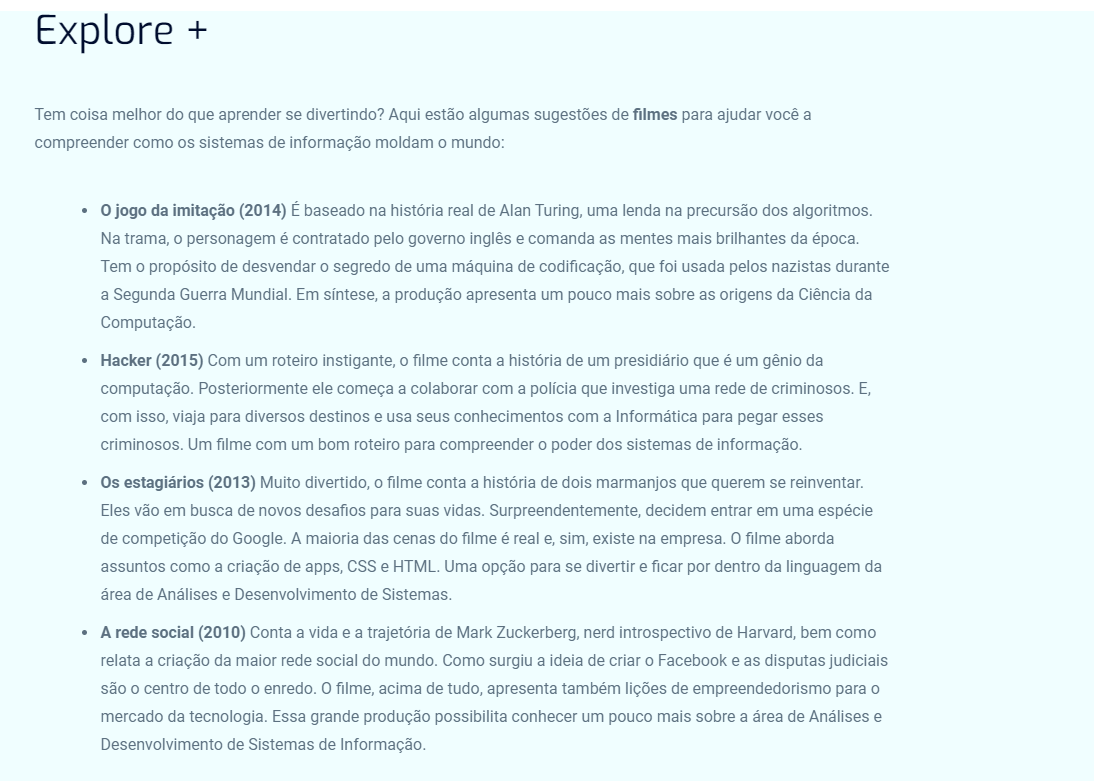 Explore +
Tem coisa melhor do que aprender se divertindo? Aqui estão algumas sugestões de filmes para ajudar você a
compreender como os sistemas de informação moldam o mundo:
• O jogo da imitação (2014) É baseado na história real de Alan Turing, uma lenda na precursão dos algoritmos.
Na trama, o personagem é contratado pelo governo inglês e comanda as mentes mais brilhantes da época.
Tem o propósito de desvendar o segredo de uma máquina de codificação, que foi usada pelos nazistas durante
a Segunda Guerra Mundial. Em síntese, a produção apresenta um pouco mais sobre as origens da Ciência da
Computação.
• Hacker (2015) Com um roteiro instigante, o filme conta a história de um presidiário que é um gênio da
computação. Posteriormente ele começa a colaborar com a polícia que investiga uma rede de criminosos. E,
com isso, viaja para diversos destinos e usa seus conhecimentos com a Informática para pegar esses
criminosos. Um filme com um bom roteiro para compreender o poder dos sistemas de informação.
• Os estagiários (2013) Muito divertido, o filme conta a história de dois marmanjos que querem se reinventar.
Eles vão em busca de novos desafios para suas vidas. Surpreendentemente, decidem entrar em uma espécie
de competição do Google. A maioria das cenas do filme é real e, sim, existe na empresa. O filme aborda
assuntos como a criação de apps, CSS e HTML. Uma opção para se divertir e ficar por dentro da linguagem da
área de Análises e Desenvolvimento de Sistemas.
• A rede social (2010) Conta a vida e a trajetória de Mark Zuckerberg, nerd introspectivo de Harvard, bem como
relata a criação da maior rede social do mundo. Como surgiu a ideia de criar o Facebook e as disputas judiciais
são o centro de todo o enredo. O filme, acima de tudo, apresenta também lições de empreendedorismo para o
mercado da tecnologia. Essa grande produção possibilita conhecer um pouco mais sobre a área de Análises e
Desenvolvimento de Sistemas de Informação.